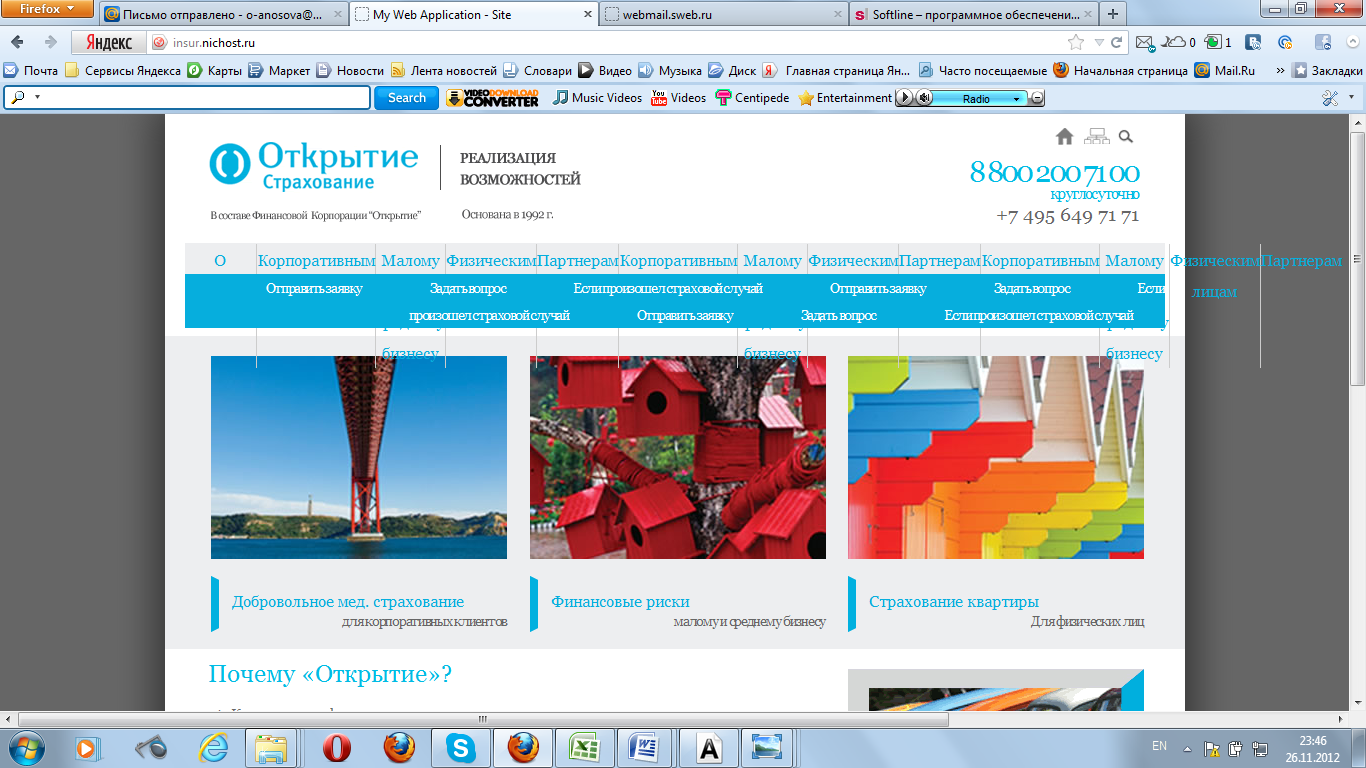 Firefox
Письмо отправлено - o-anosova@...
My Web Application - Site
webmail.sweb.ru
Softline – программное обеспечени...
Яндекс
insur.nichost.ru
0
1
Почта Сервисы Яндекса Карты Маркет Новости Лента новостей Словари Видео Музыка Диск Главная страница Ян... Часто посещаемые Начальная страница Mail.Ru » Закладки
Search VIDEO DOWNLOAD CONVERTER Music Videos Videos Centipede Entertainment Radio
Открытие
Страхование
РЕАЛИЗАЦИЯ
ВОЗМОЖНОСТЕЙ
В составе Финансовой Корпорации “Открытие”
Основана в 1992 г.
8 800 200 71 00
круглосуточно
+7 495 649 71 71
О Корпоративным Малому Физическим Партнерам Корпоративным Малому Физическим Партнерам Корпоративным Малому Физическим Партнерам
лицам
Отправить заявку Задать вопрос Если произошел страховой случай Отправить заявку Задать вопрос Если
произошел страховой случай Отправить заявку Задать вопрос Если произошел страховой случай
бизнесу бизнесу бизнесу
Добровольное мед. страхование
для корпоративных клиентов
Финансовые риски
малому и среднему бизнесу
Страхование квартиры
Для физических лиц
Почему «Открытие»?
EN
23:46
26.11.2012